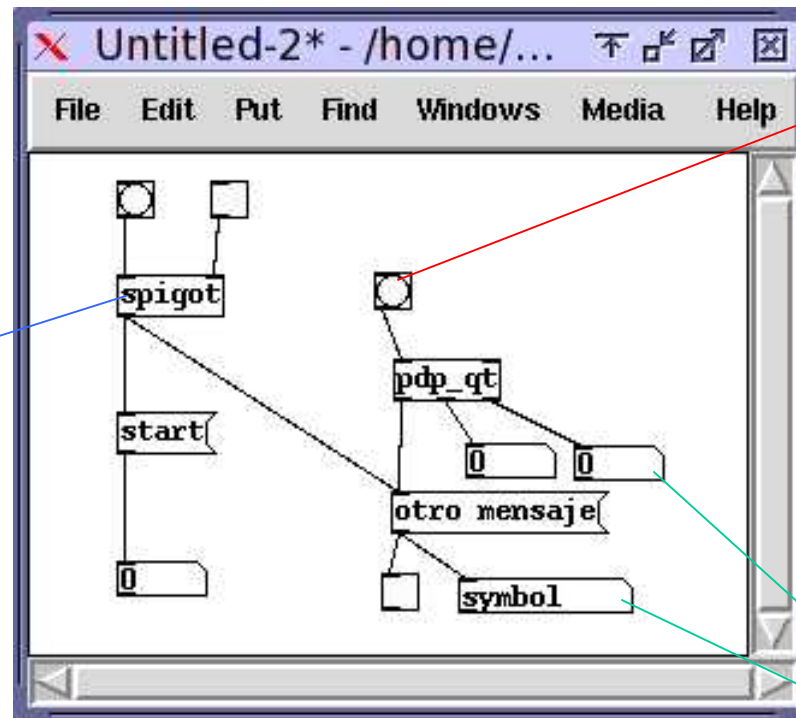 Untitled-2* - /home/...
File Edit Put Find Windows Media Help
spigot
pdp_qt
start
0 0
otro mensaje
0
symbol